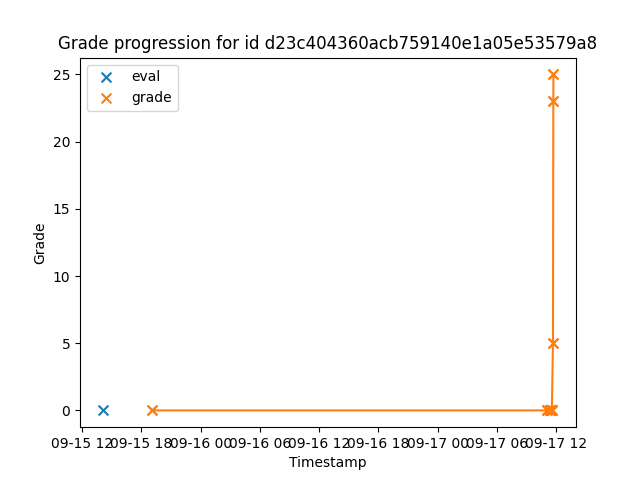 Grade progression for id d23c404360acb759140e1a05e53579a8
eval
grade
25
20
15
10
5
0
Grade
09-15 12 09-15 18 09-16 00 09-16 06 09-16 12 09-16 18 09-17 00 09-17 06 09-17 12
Timestamp